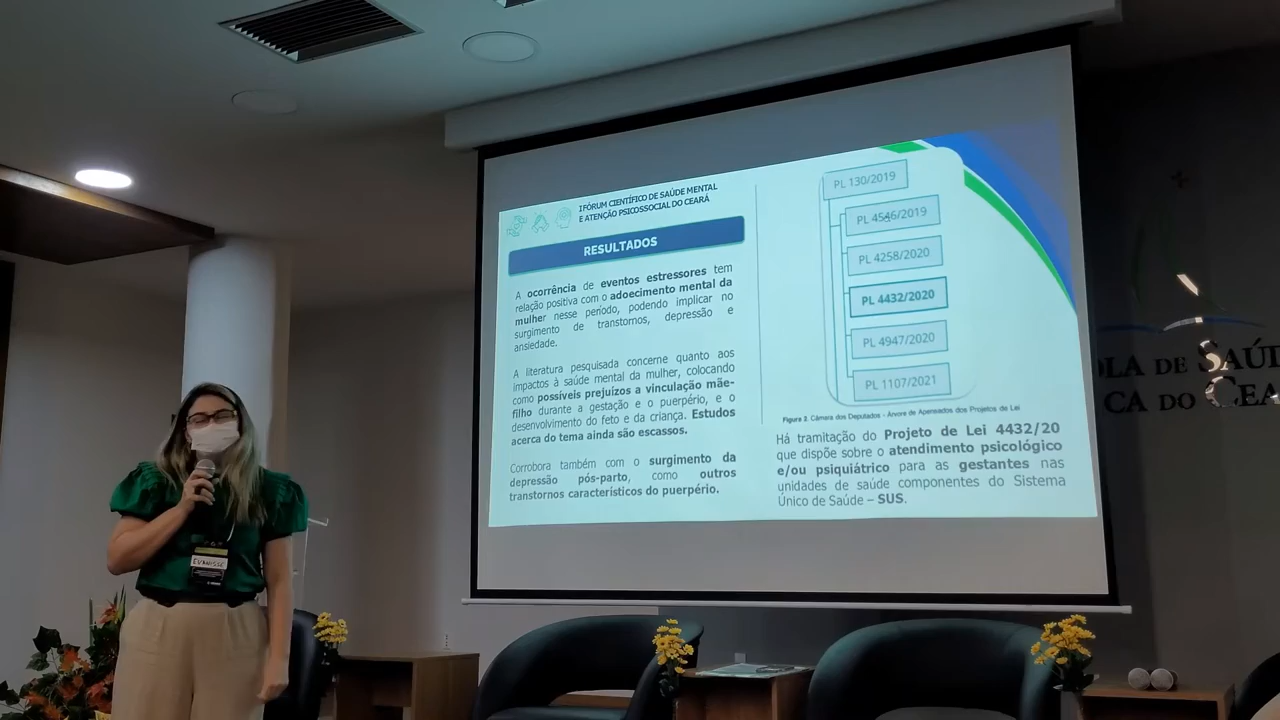 I FÓRUM CIENTÍFICO DE SAÚDE MENTAL
E ATENÇÃO PSICOSSOCIAL DO CEARÁ
RESULTADOS
A ocorrência de eventos estressores tem
relação positiva com o adoecimento mental da
mulher nesse período, podendo implicar no
surgimento de transtornos, depressão e
ansiedade.
A literatura pesquisada concerne quanto aos
impactos à saúde mental da mulher, colocando
como possíveis prejuízos a vinculação mãe-
filho durante a gestação e o puerpério, e o
desenvolvimento do feto e da criança. Estudos
acerca do tema ainda são escassos.
Corrobora também com o surgimento da
depressão pós-parto, como outros
transtornos característicos do puerpério.
PL 130/2019
PL 4546/2019
PL 4258/2020
PL 4432/2020
PL 4947/2020
PL 1107/2021
Figura 2. Câmara dos Deputados - Árvore de Apensados dos Projetos de Lei
Há tramitação do Projeto de Lei 4432/20
que dispõe sobre o atendimento psicológico
e/ou psiquiátrico para as gestantes nas
unidades de saúde componentes do Sistema
Único de Saúde – SUS.
OLA DE SAÚD
CA DO CEA
EVANISSE